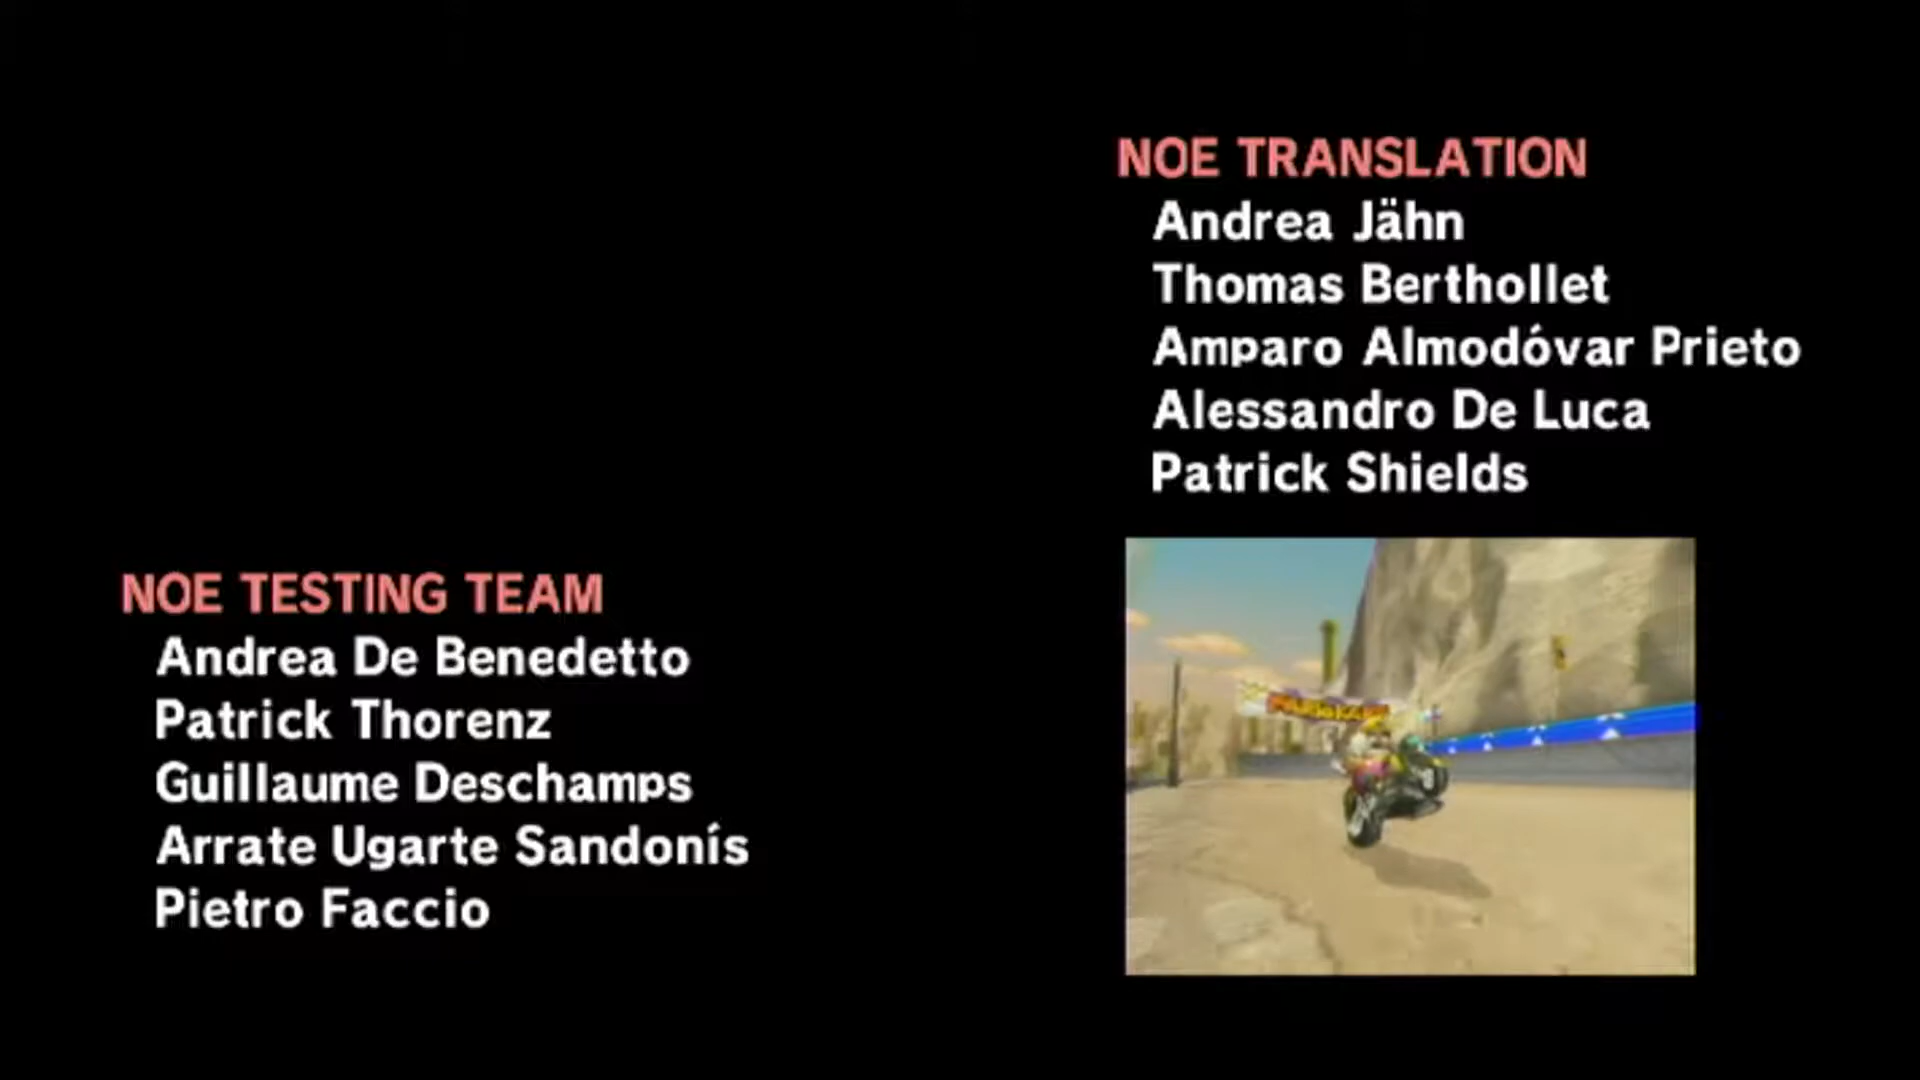 NOE TRANSLATION
Andrea Jähn
Thomas Berthollet
Amparo Almodóvar Prieto
Alessandro De Luca
Patrick Shields
NOE TESTING TEAM
Andrea De Benedetto
Patrick Thorenz
Guillaume Deschamps
Arrate Ugarte Sandonís
Pietro Faccio